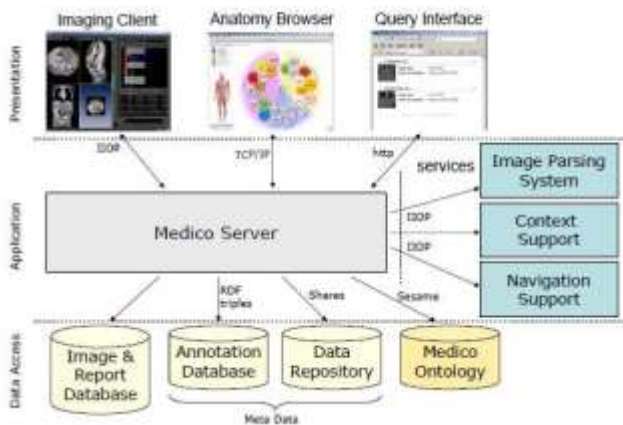 Imaging Client
Anatomy Browser
Query Interface
Presentation
IIOP
TCP/IP
http
services
Image Parsing
System
Application
Medico Server
IIOP
Context
Support
IIOP
Navigation
Support
RDF
triples
Shares
Sesame
Data Access
Image &
Report
Database
Annotation
Database
Data
Repository
Medico
Ontology
Meta Data